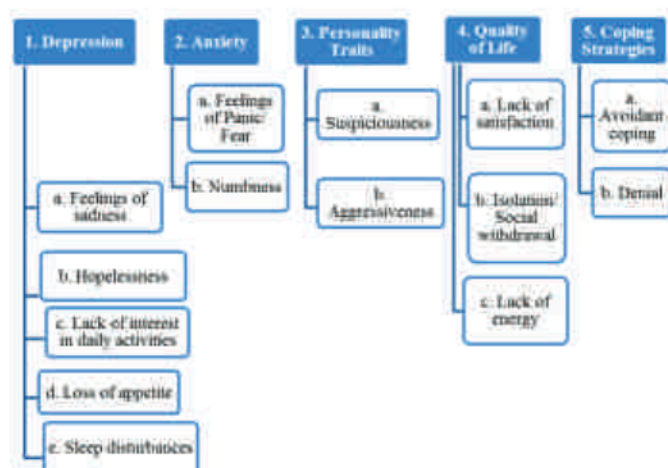 1. Depression
a. Feelings of
sadness
b. Hopelessness
c. Lack of interest
in daily activities
d. Loss of appetite
e. Sleep disturbances
2. Anxiety
a. Feelings
of Panic/
Fear
b. Numbness
3. Personality
Traits
a.
Suspiciousness
b.
Aggressiveness
4. Quality
of Life
a. Lack of
satisfaction
b. Isolation/
Social
withdrawal
c. Lack of
energy
5. Coping
Strategies
a.
Avoidant
coping
b. Denial